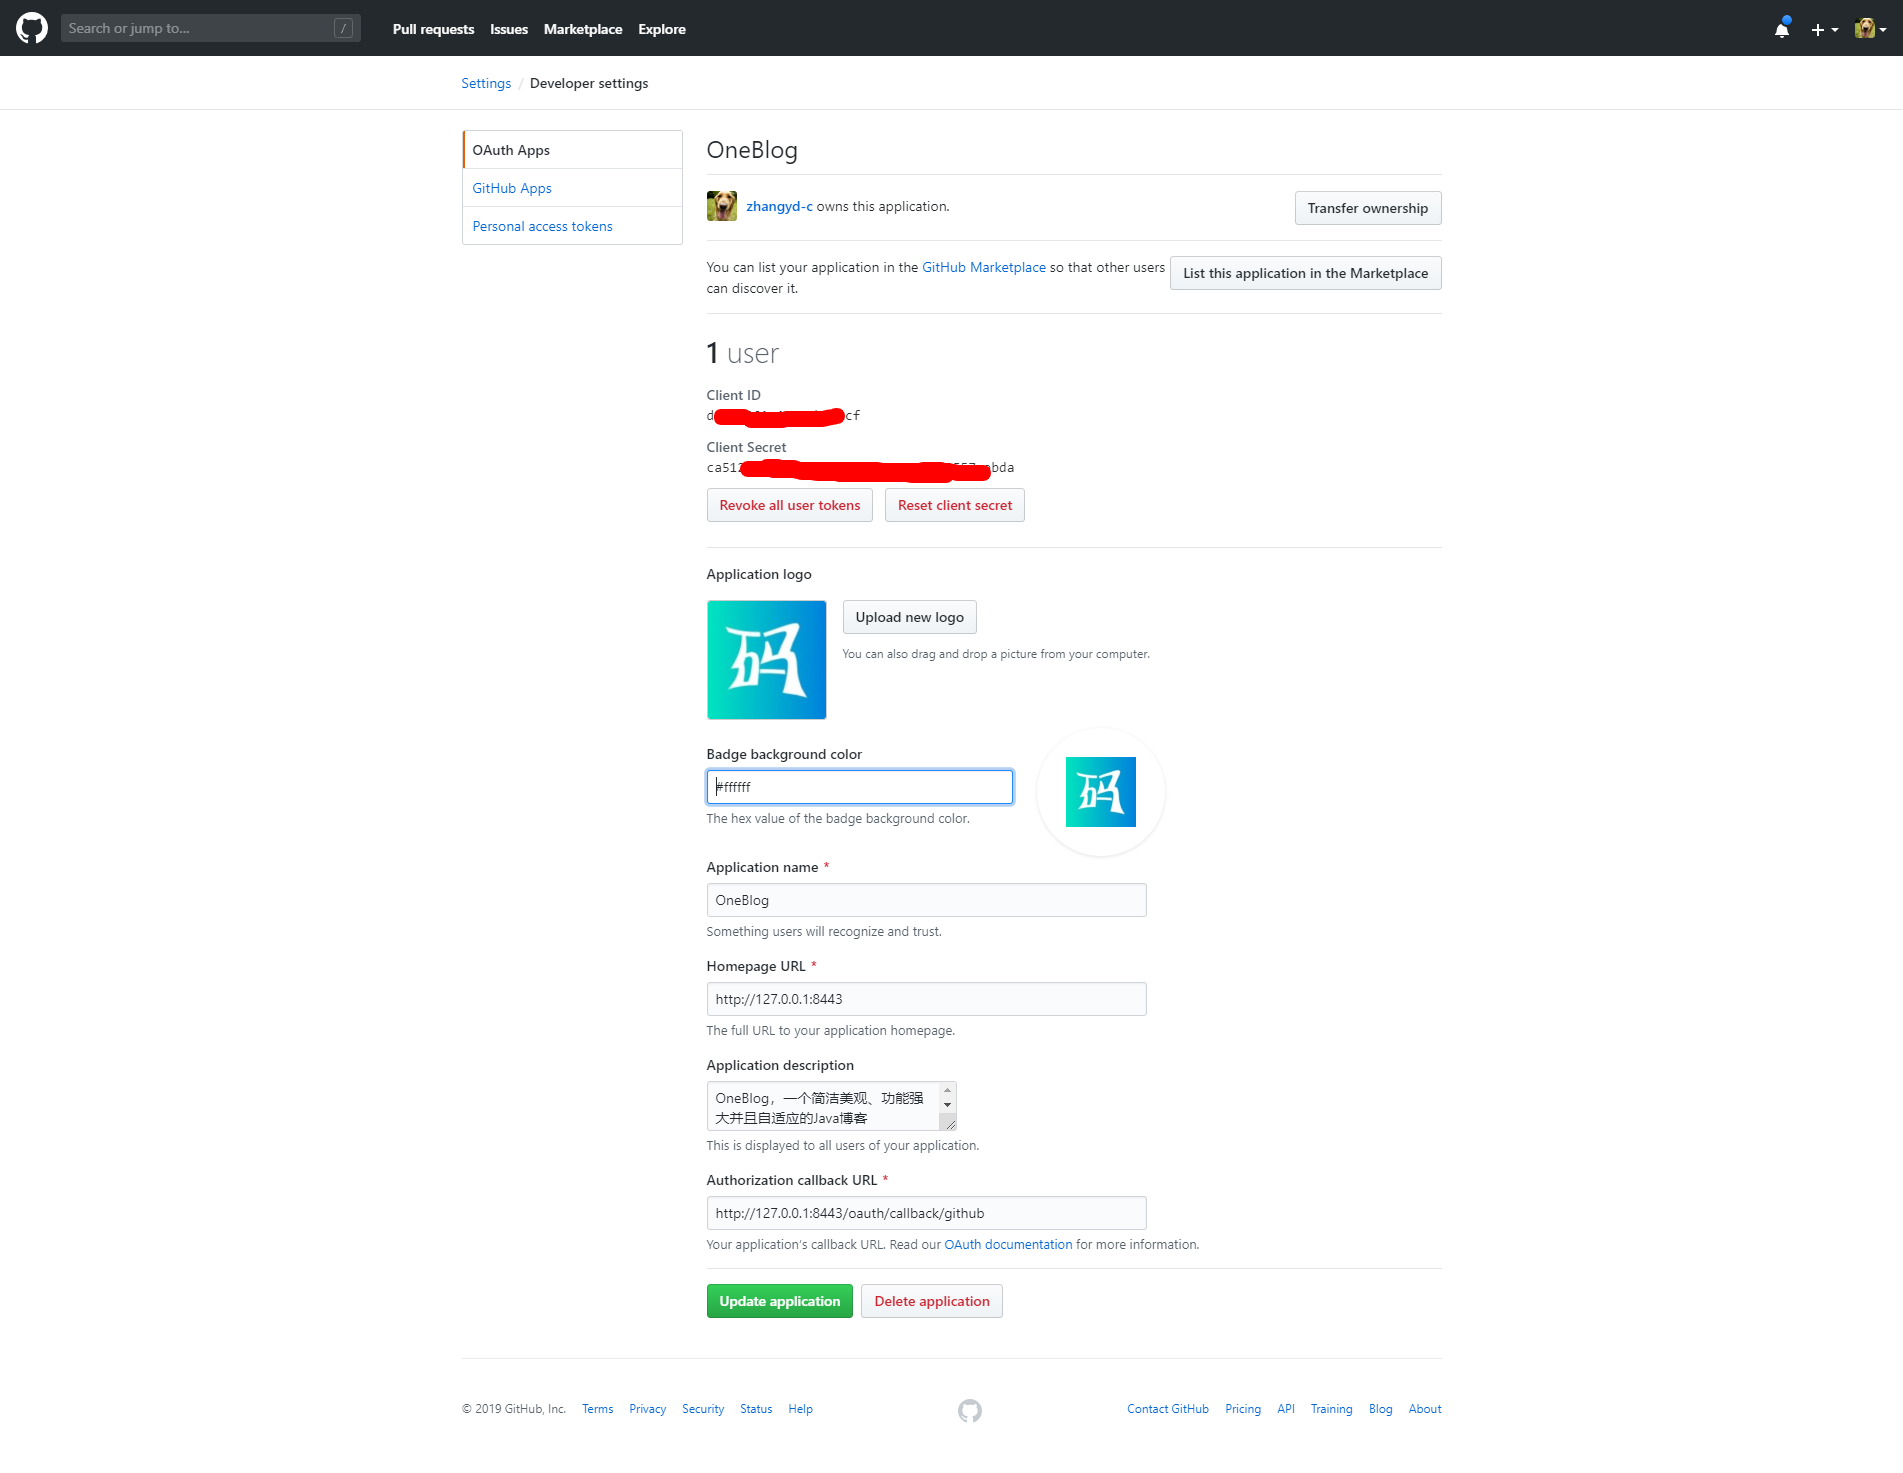 Search or jump to... /
Pull requests Issues Marketplace Explore
Settings / Developer settings
OAuth Apps
GitHub Apps
Personal access tokens
OneBlog
zhangyd-c owns this application.
Transfer ownership
You can list your application in the GitHub Marketplace so that other users
can discover it.
List this application in the Marketplace
1 user
Client ID
d cf
Client Secret
ca512 bda
Revoke all user tokens
Reset client secret
Application logo
码
Upload new logo
You can also drag and drop a picture from your computer.
Badge background color
#ffffff
码
The hex value of the badge background color.
Application name *
OneBlog
Something users will recognize and trust.
Homepage URL *
http://127.0.0.1:8443
The full URL to your application homepage.
Application description
OneBlog，一个简洁美观、功能强
大并且自适应的Java博客
This is displayed to all users of your application.
Authorization callback URL *
http://127.0.0.1:8443/oauth/callback/github
Your application's callback URL. Read our OAuth documentation for more information.
Update application
Delete application
© 2019 GitHub, Inc. Terms Privacy Security Status Help
Contact GitHub Pricing API Training Blog About